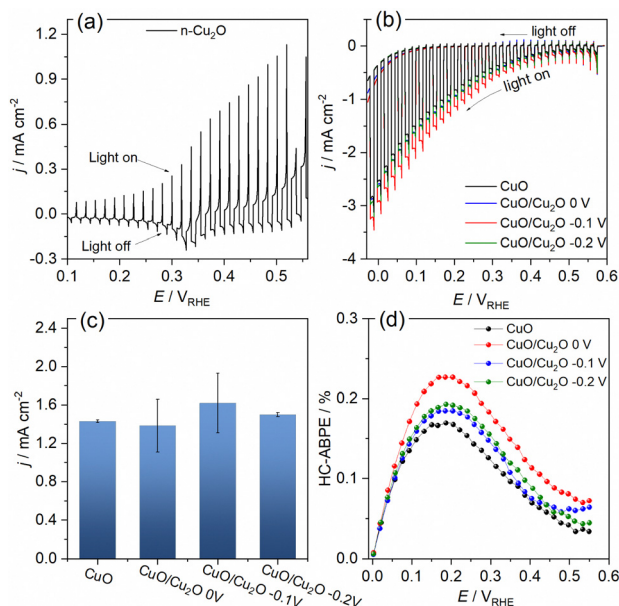 (a)
n-Cu₂O
Light on
Light off
1.2
0.9
0.6
0.3
0.0
-0.3
j / mA cm⁻²
0.1 0.2 0.3 0.4 0.5
E / V_RHE
(b)
light off
light on
CuO
CuO/Cu₂O 0 V
CuO/Cu₂O -0.1 V
CuO/Cu₂O -0.2 V
0
-1
-2
-3
-4
j / mA cm⁻²
0.0 0.1 0.2 0.3 0.4 0.5 0.6 0.7
E / V_RHE
(c)
2.4
2.0
1.6
1.2
0.8
0.4
0.0
j / mA cm⁻²
CuO
CuO/Cu₂O 0V
CuO/Cu₂O -0.1V
CuO/Cu₂O -0.2V
(d)
CuO
CuO/Cu₂O 0 V
CuO/Cu₂O -0.1 V
CuO/Cu₂O -0.2 V
0.3
0.2
0.1
0.0
HC-ABPE / %
0.0 0.1 0.2 0.3 0.4 0.5 0.6
E / V_RHE